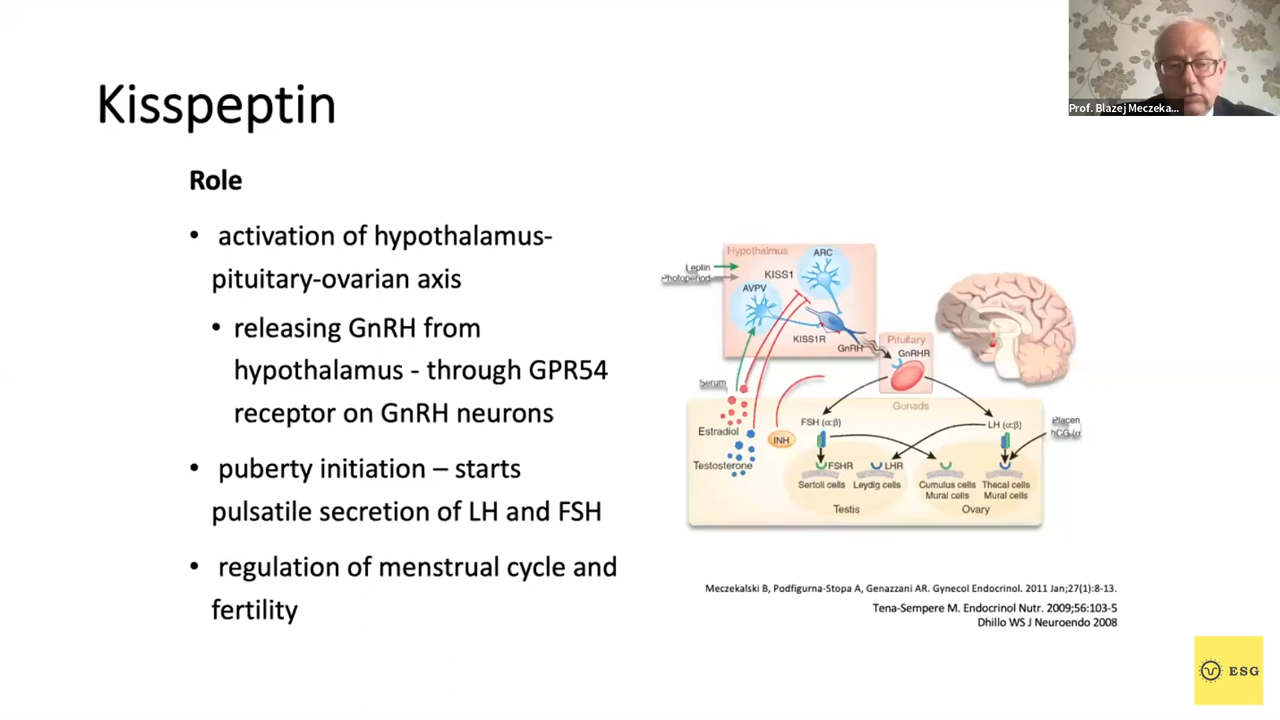 Prof. Blazej Meczeka...
Kisspeptin
Role
• activation of hypothalamus-
pituitary-ovarian axis
• releasing GnRH from
hypothalamus - through GPR54
receptor on GnRH neurons
• puberty initiation – starts
pulsatile secretion of LH and FSH
• regulation of menstrual cycle and
fertility
Hypothalmus
ARC
Leptin
Photoperiod
KISS1
AVPV
KISS1R
GnRH
Pituitary
GnRHR
Serum
Gonads
Estradiol
INH
FSH (α:β)
LH (α:β)
Placen
hCG (α
Testosterone
FSHR
LHR
Sertoli cells
Leydig cells
Cumulus cells
Mural cells
Thecal cells
Mural cells
Testis
Ovary
Meczekalski B, Podfigurna-Stopa A, Genazzani AR. Gynecol Endocrinol. 2011 Jan;27(1):8-13.
Tena-Sempere M. Endocrinol Nutr. 2009;56:103-5
Dhillo WS J Neuroendo 2008
ESG